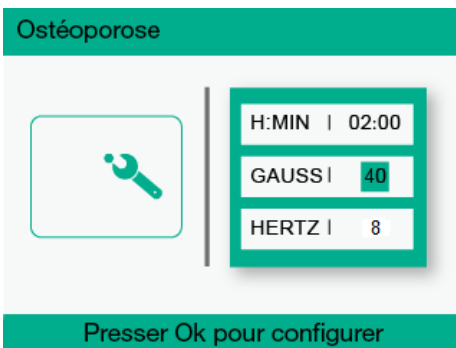 Ostéoporose
H:MIN | 02:00
GAUSS | 40
HERTZ | 8
Presser Ok pour configurer